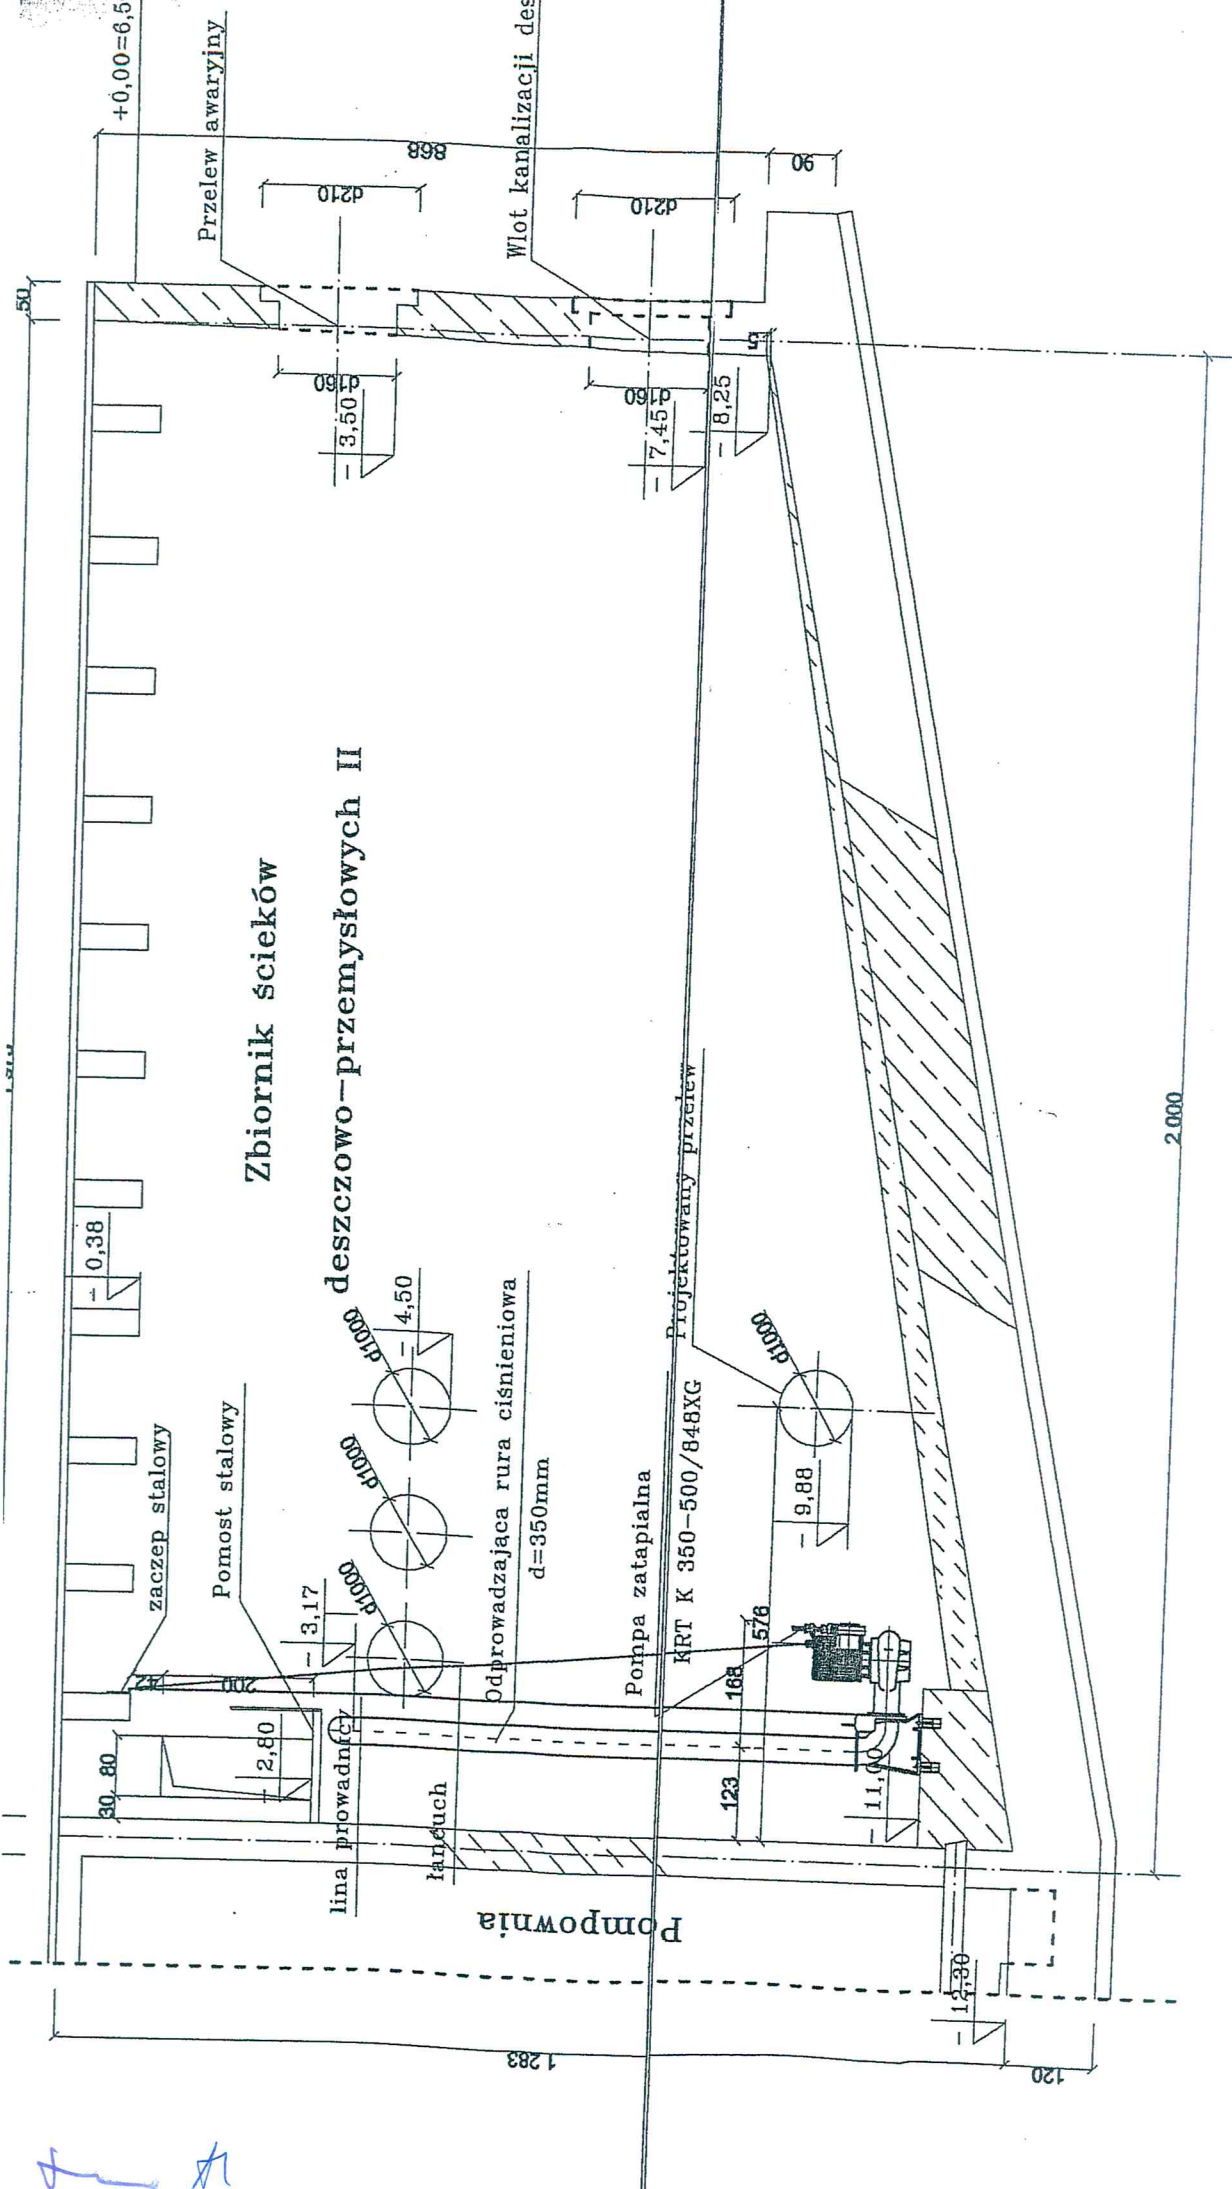 +0,00=6,5
Przelew awaryjny
Wlot kanalizacji des
50
868
90
d210
d210
d160
d160
- 3,50
- 7,45
- 8,25
5
Zbiornik ścieków
deszczowo-przemysłowych II
- 0,38
zaczep stalowy
Pomost stalowy
- 3,17
d1000
d1000
d1000
- 4,50
Odprowadzająca rura ciśnieniowa
d=350mm
Pompa zatapialna
KRT K 350-500/848XG
Projektowany przelew
d1000
- 9,88
42
200
30
80
- 2,80
lina prowadnicy
łańcuch
168
576
123
Pompownia
- 12,30
1 283
120
2 000